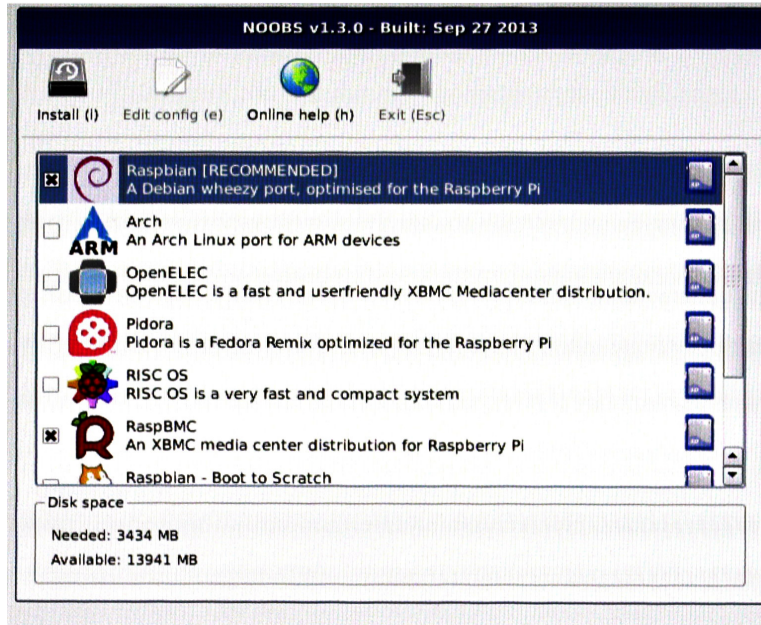 NOOBS v1.3.0 - Built: Sep 27 2013
Install (i)
Edit config (e)
Online help (h)
Exit (Esc)
Raspbian [RECOMMENDED]
A Debian wheezy port, optimised for the Raspberry Pi
Arch
An Arch Linux port for ARM devices
ARM
OpenELEC
OpenELEC is a fast and userfriendly XBMC Mediacenter distribution.
Pidora
Pidora is a Fedora Remix optimized for the Raspberry Pi
RISC OS
RISC OS is a very fast and compact system
RaspBMC
An XBMC media center distribution for Raspberry Pi
Raspbian - Boot to Scratch
Disk space
Needed: 3434 MB
Available: 13941 MB